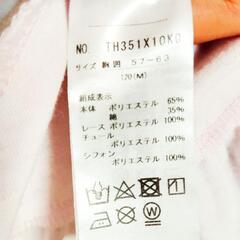 NO. TH351X10KO
サイズ 胸囲 57-63
120(M)
組成表示
本体 ポリエステル 65%
綿 35%
レース ポリエステル 100%
チュール
ポリエステル 100%
シフォン
ポリエステル 100%